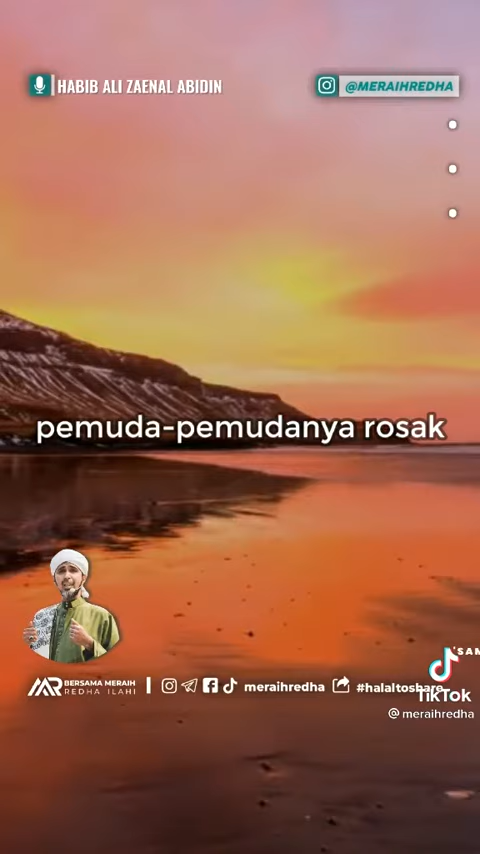 HABIB ALI ZAENAL ABIDIN
@MERAIHREDHA
pemuda-pemudanya rosak
BERSAMA MERAIH
REDHA ILAHI
meraihredha
#halaltoshare
TikTok
@meraihredha